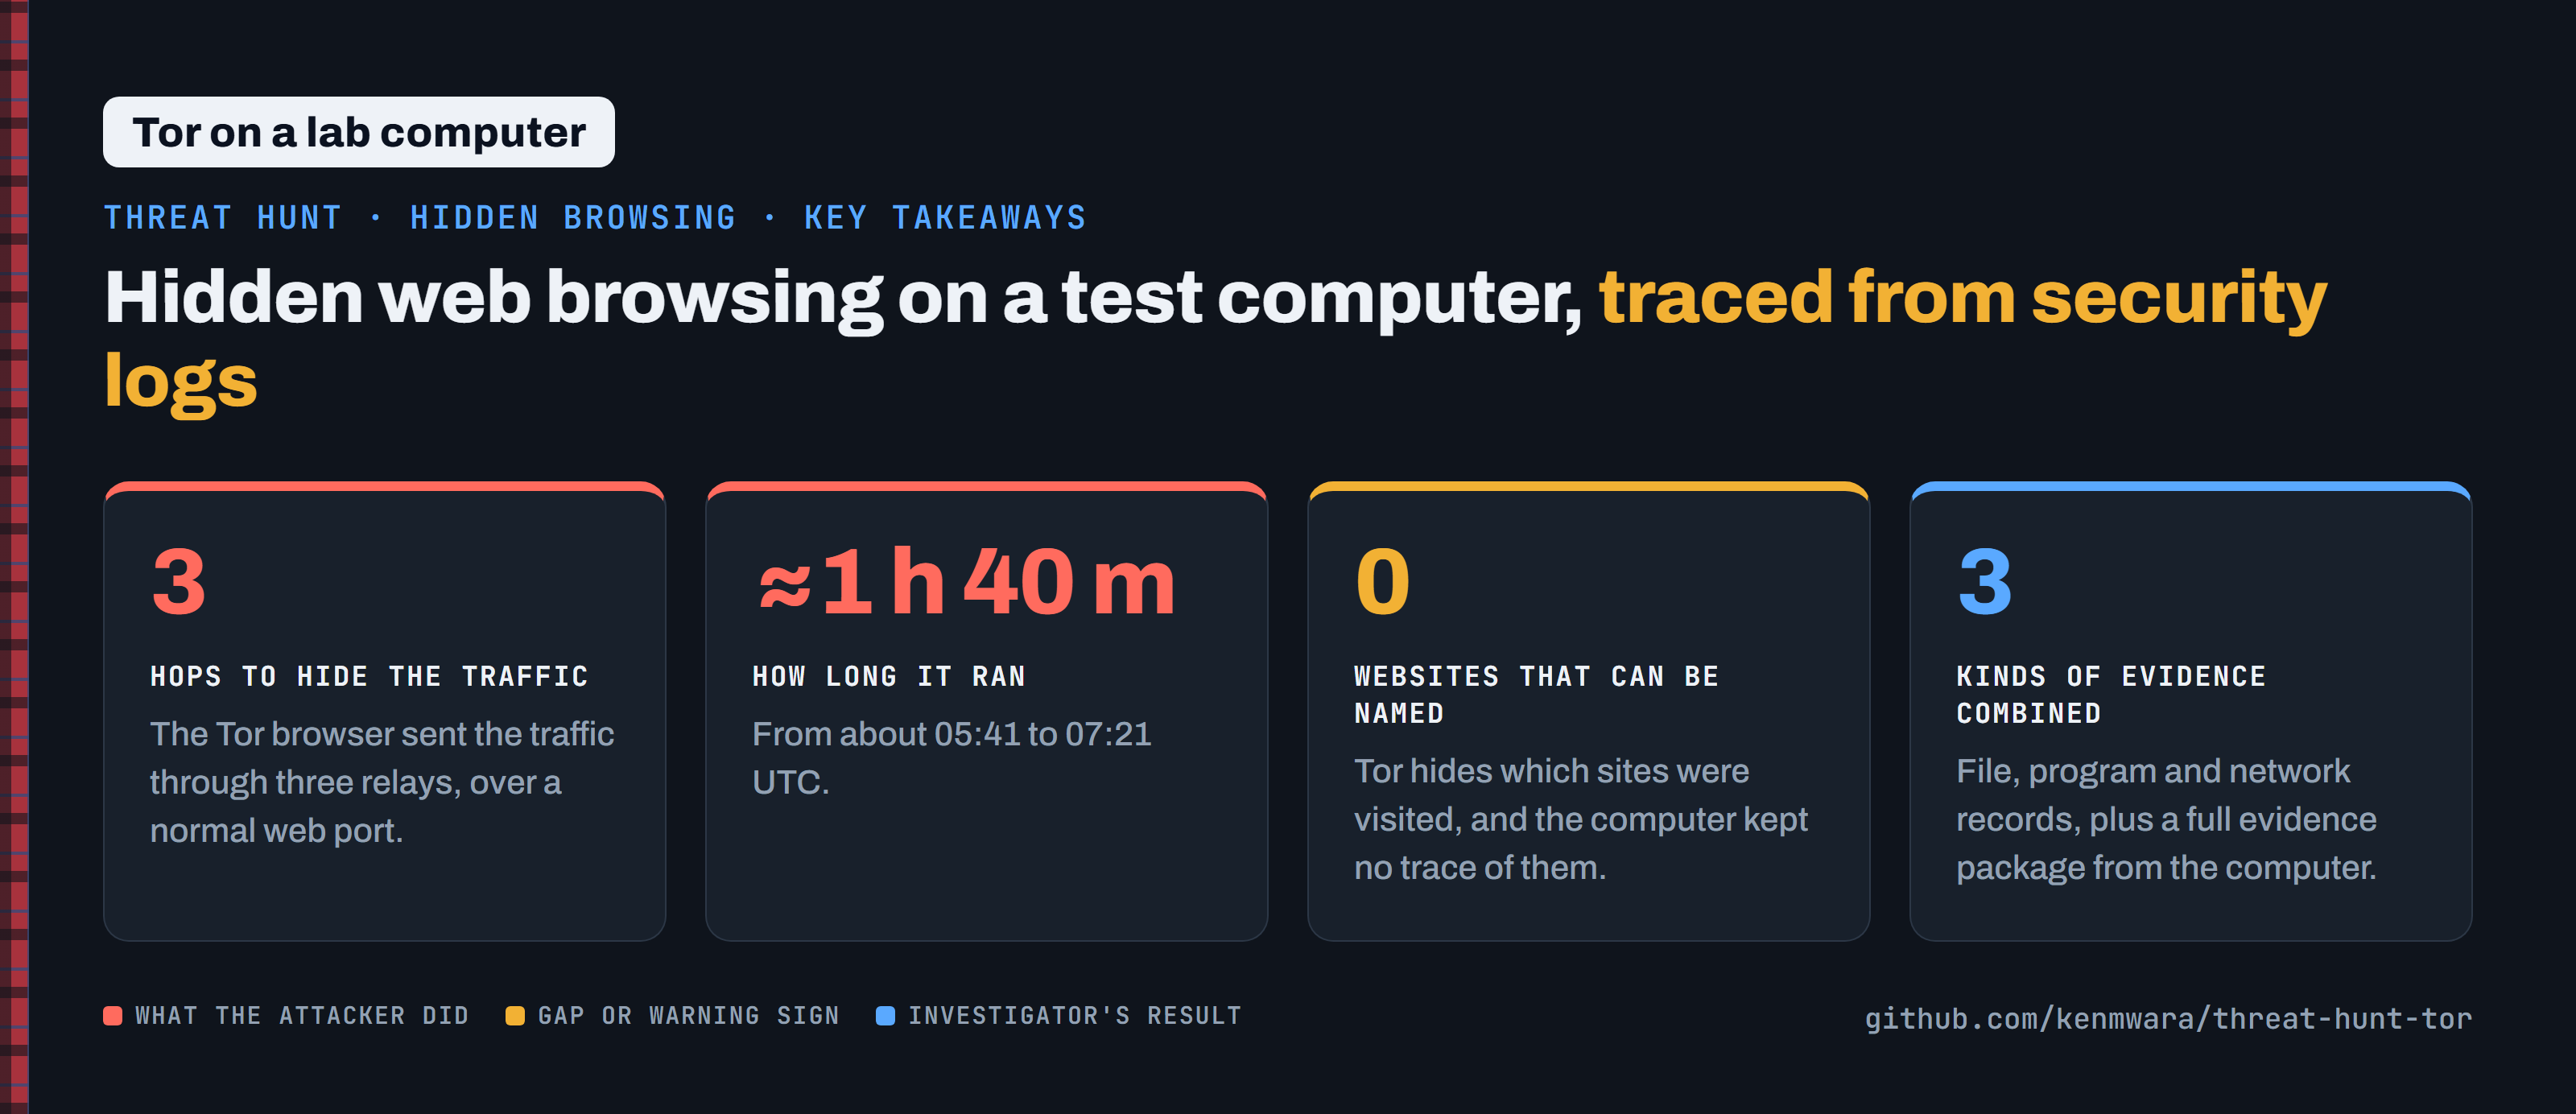 Tor on a lab computer
THREAT HUNT · HIDDEN BROWSING · KEY TAKEAWAYS
Hidden web browsing on a test computer, traced from security
logs
3
HOPS TO HIDE THE TRAFFIC
The Tor browser sent the traffic
through three relays, over a
normal web port.
≈1 h 40 m
HOW LONG IT RAN
From about 05:41 to 07:21
UTC.
0
WEBSITES THAT CAN BE
NAMED
Tor hides which sites were
visited, and the computer kept
no trace of them.
3
KINDS OF EVIDENCE
COMBINED
File, program and network
records, plus a full evidence
package from the computer.
WHAT THE ATTACKER DID
GAP OR WARNING SIGN
INVESTIGATOR'S RESULT
github.com/kenmwara/threat-hunt-tor